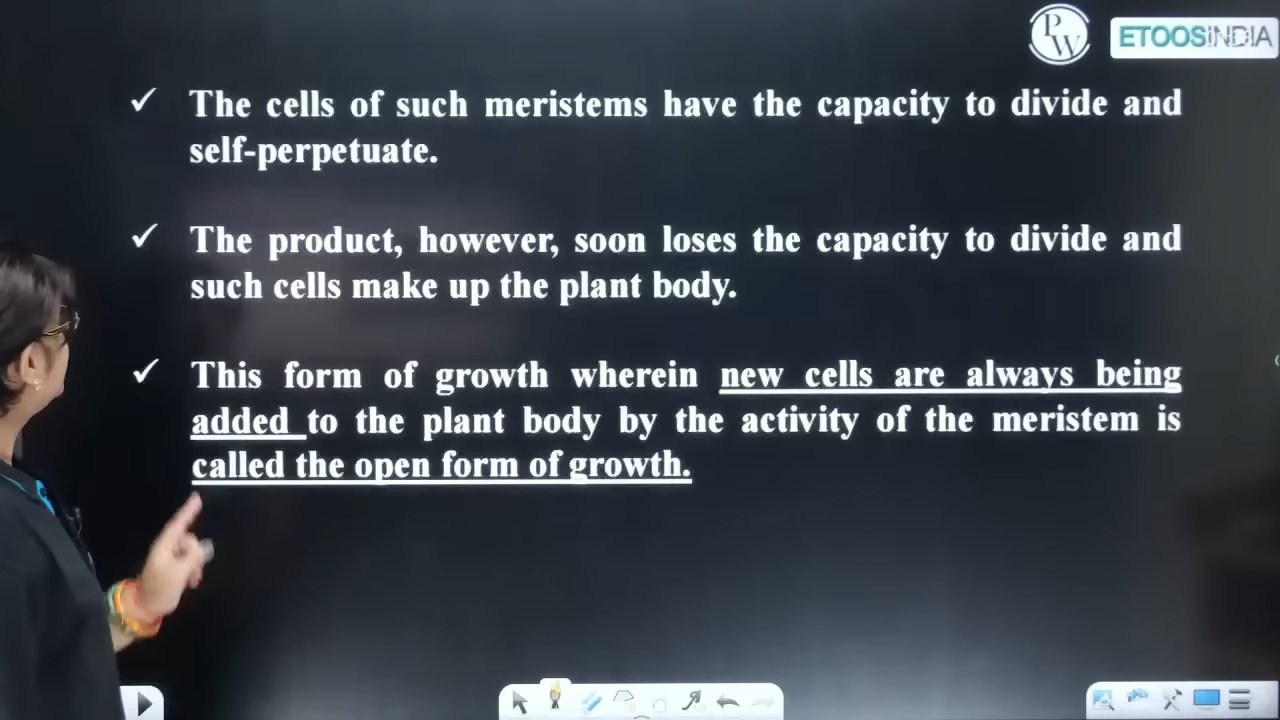 PW
ETOOSINDIA
✓ The cells of such meristems have the capacity to divide and
self-perpetuate.
✓ The product, however, soon loses the capacity to divide and
such cells make up the plant body.
✓ This form of growth wherein new cells are always being
added to the plant body by the activity of the meristem is
called the open form of growth.